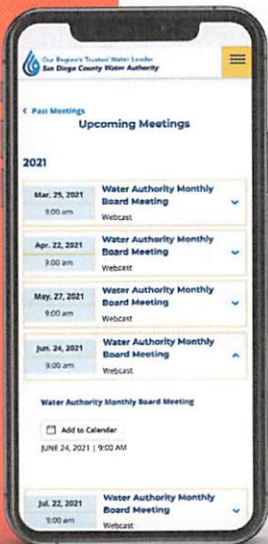 Our Region's Trusted Water Leader
San Diego County Water Authority
< Past Meetings
Upcoming Meetings
2021
Mar. 25, 2021
9:00 am
Water Authority Monthly
Board Meeting
Webcast
Apr. 22, 2021
9:00 am
Water Authority Monthly
Board Meeting
Webcast
May. 27, 2021
9:00 am
Water Authority Monthly
Board Meeting
Webcast
Jun. 24, 2021
9:00 am
Water Authority Monthly
Board Meeting
Webcast
Water Authority Monthly Board Meeting
Add to Calendar
JUNE 24, 2021 | 9:00 AM
Jul. 22, 2021
9:00 am
Water Authority Monthly
Board Meeting
Webcast